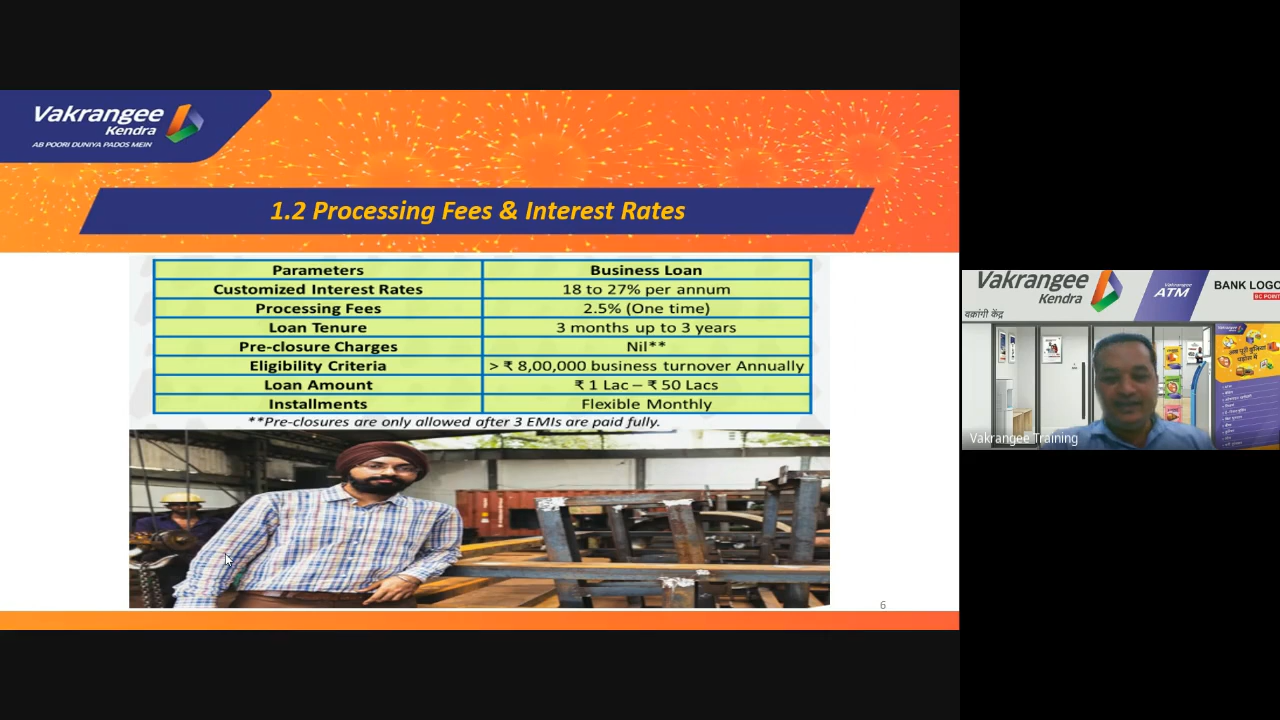 Vakrangee
Kendra
AB POORI DUNIYA PADOS MEIN
1.2 Processing Fees & Interest Rates
Parameters Business Loan
Customized Interest Rates 18 to 27% per annum
Processing Fees 2.5% (One time)
Loan Tenure 3 months up to 3 years
Pre-closure Charges Nil**
Eligibility Criteria > ₹ 8,00,000 business turnover Annually
Loan Amount ₹ 1 Lac – ₹ 50 Lacs
Installments Flexible Monthly
**Pre-closures are only allowed after 3 EMIs are paid fully.
6
Vakrangee
Kendra
वक्रांगी केंद्र
Vakrangee
ATM
BANK LOGO
BC POINT
अब पूरी दुनिया
पड़ोस में
Vakrangee Training